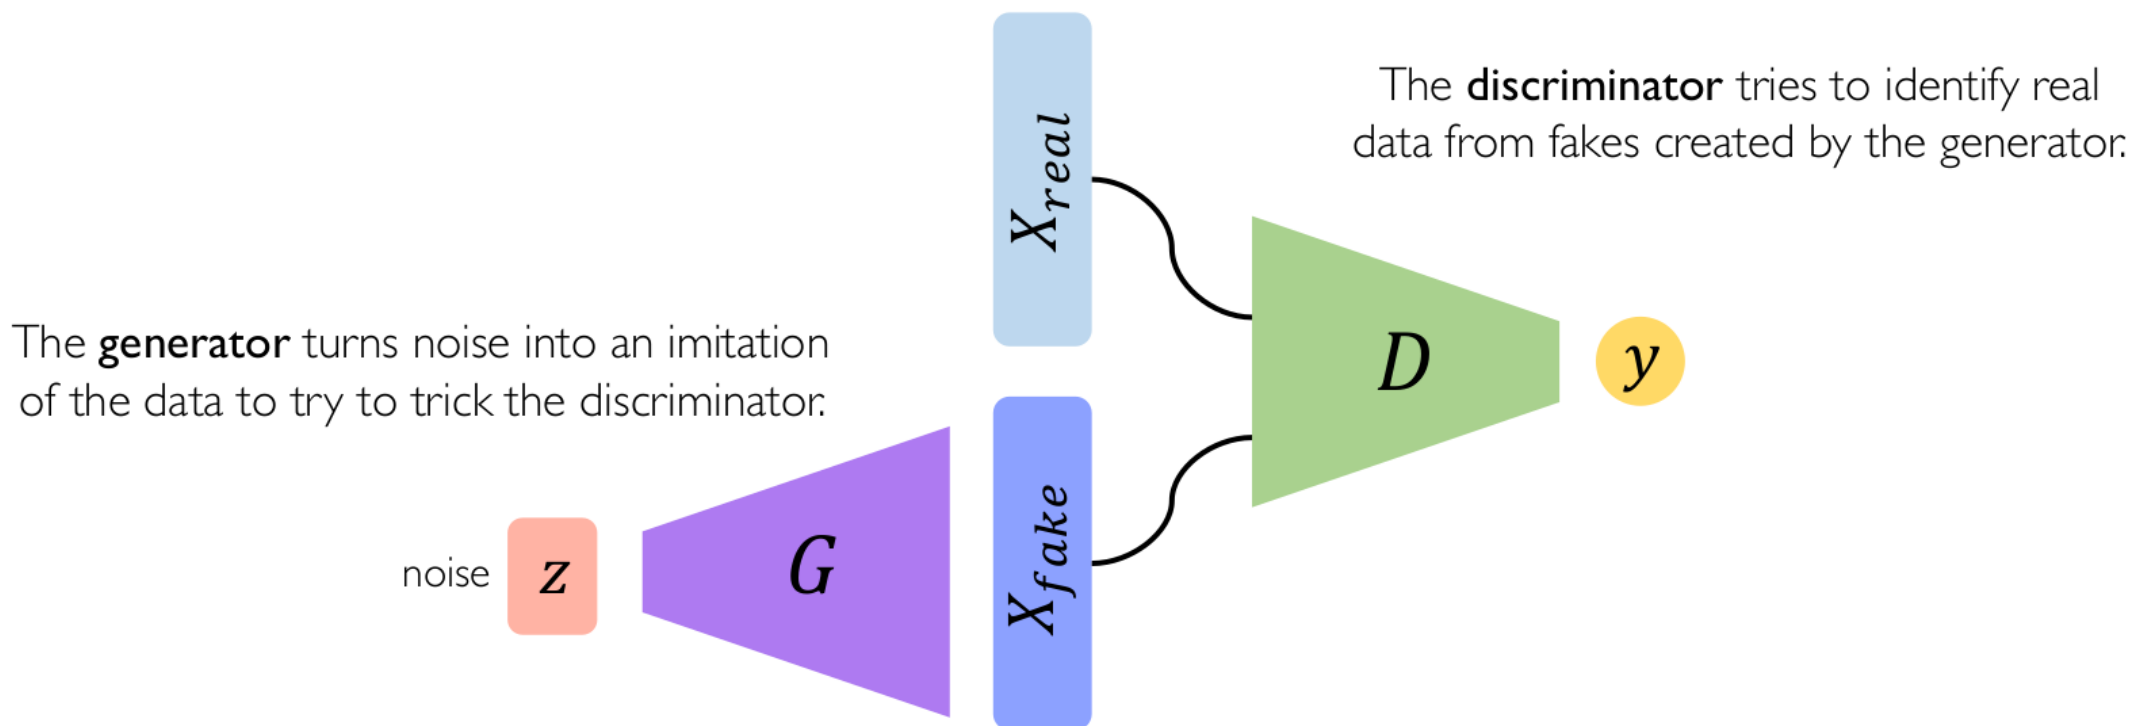 The discriminator tries to identify real
data from fakes created by the generator.
X_real
The generator turns noise into an imitation
of the data to try to trick the discriminator.
D
y
noise
z
G
X_fake